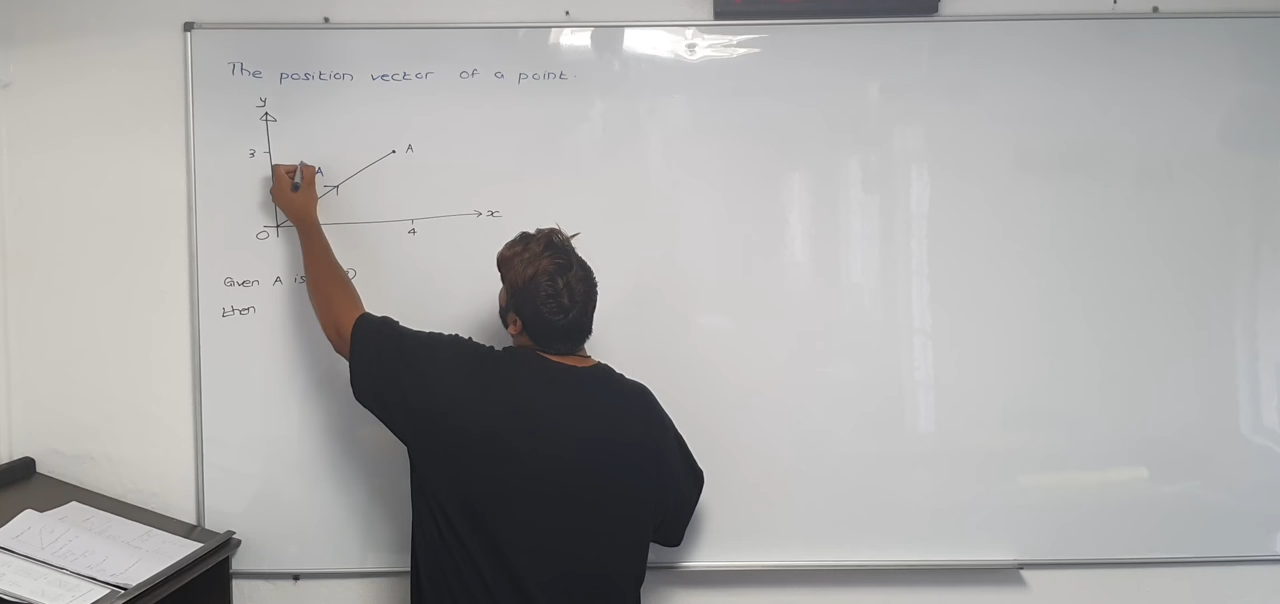 The position vector of a point.
y
3
A
A
x
O
4
Given A is
then